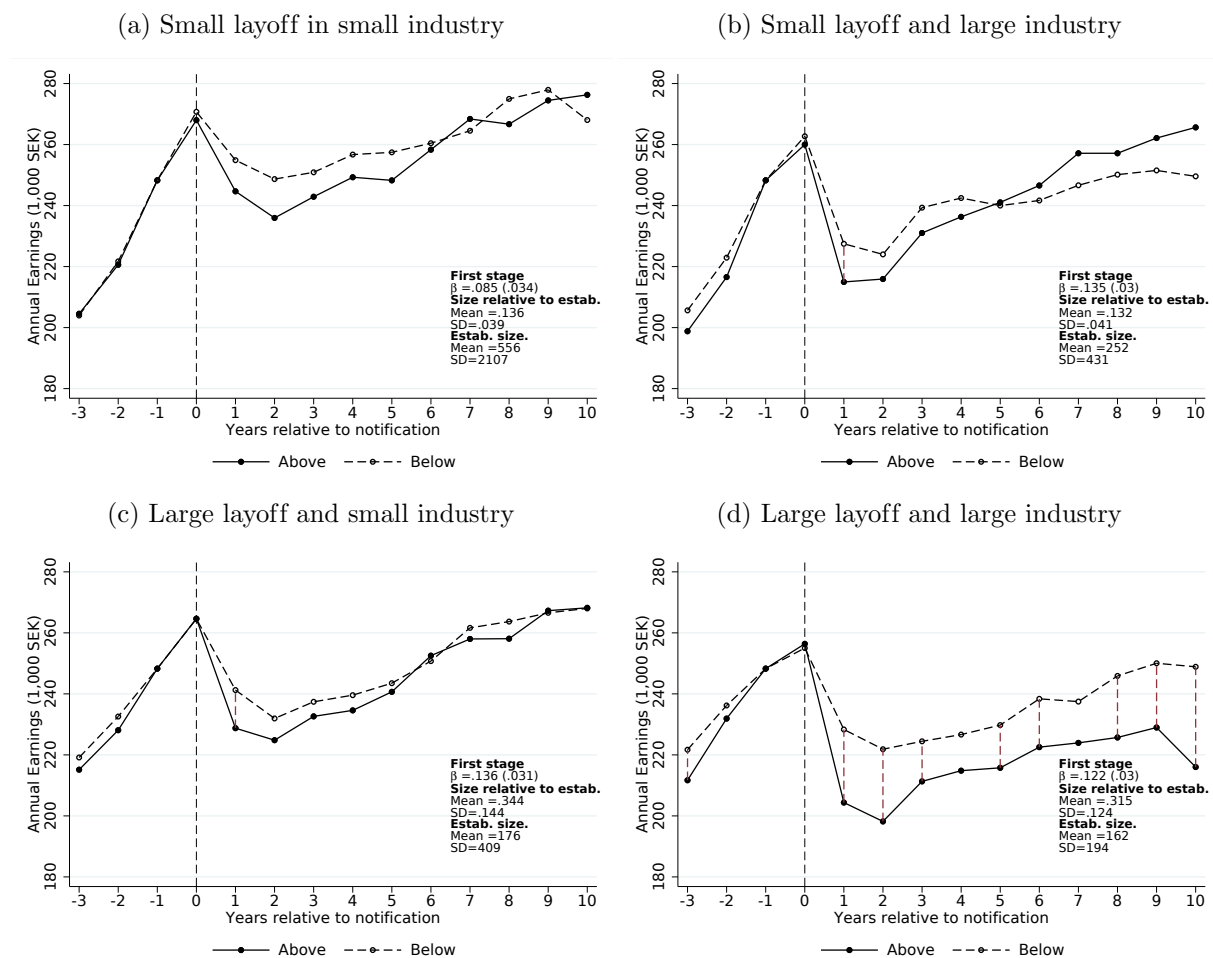 (a) Small layoff in small industry
Annual Earnings (1,000 SEK)
280
260
240
220
200
180
First stage
β =.085 (.034)
Size relative to estab.
Mean =.136
SD=.039
Estab. size.
Mean =556
SD=2107
-3 -2 -1 0 1 2 3 4 5 6 7 8 9 10
Years relative to notification
Above Below
(b) Small layoff and large industry
Annual Earnings (1,000 SEK)
280
260
240
220
200
180
First stage
β =.135 (.03)
Size relative to estab.
Mean =.132
SD=.041
Estab. size.
Mean =252
SD=431
-3 -2 -1 0 1 2 3 4 5 6 7 8 9 10
Years relative to notification
Above Below
(c) Large layoff and small industry
Annual Earnings (1,000 SEK)
280
260
240
220
200
180
First stage
β =.136 (.031)
Size relative to estab.
Mean =.344
SD=.144
Estab. size.
Mean =176
SD=409
-3 -2 -1 0 1 2 3 4 5 6 7 8 9 10
Years relative to notification
Above Below
(d) Large layoff and large industry
Annual Earnings (1,000 SEK)
280
260
240
220
200
180
First stage
β =.122 (.03)
Size relative to estab.
Mean =.315
SD=.124
Estab. size.
Mean =162
SD=194
-3 -2 -1 0 1 2 3 4 5 6 7 8 9 10
Years relative to notification
Above Below